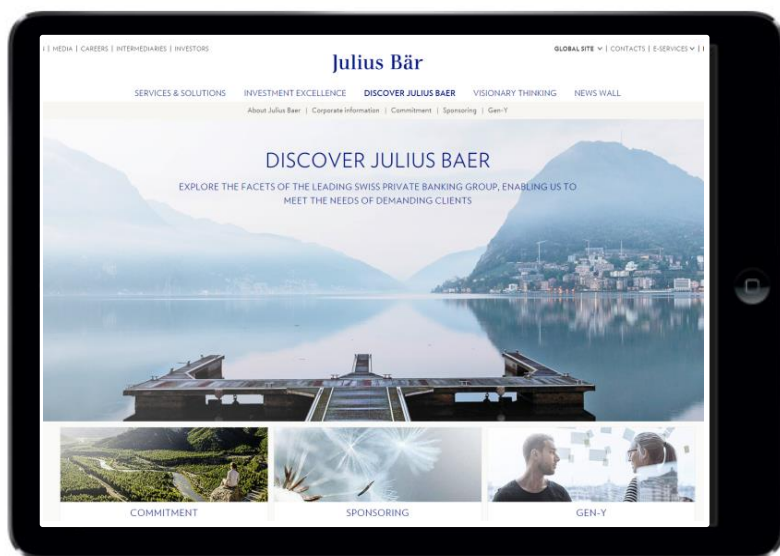 | MEDIA | CAREERS | INTERMEDIARIES | INVESTORS
GLOBAL SITE | CONTACTS | E-SERVICES |
Julius Bär
SERVICES & SOLUTIONS INVESTMENT EXCELLENCE DISCOVER JULIUS BAER VISIONARY THINKING NEWS WALL
About Julius Baer | Corporate Information | Commitment | Sponsoring | Gen-Y
DISCOVER JULIUS BAER
EXPLORE THE FACETS OF THE LEADING SWISS PRIVATE BANKING GROUP, ENABLING US TO
MEET THE NEEDS OF DEMANDING CLIENTS
COMMITMENT
SPONSORING
GEN-Y